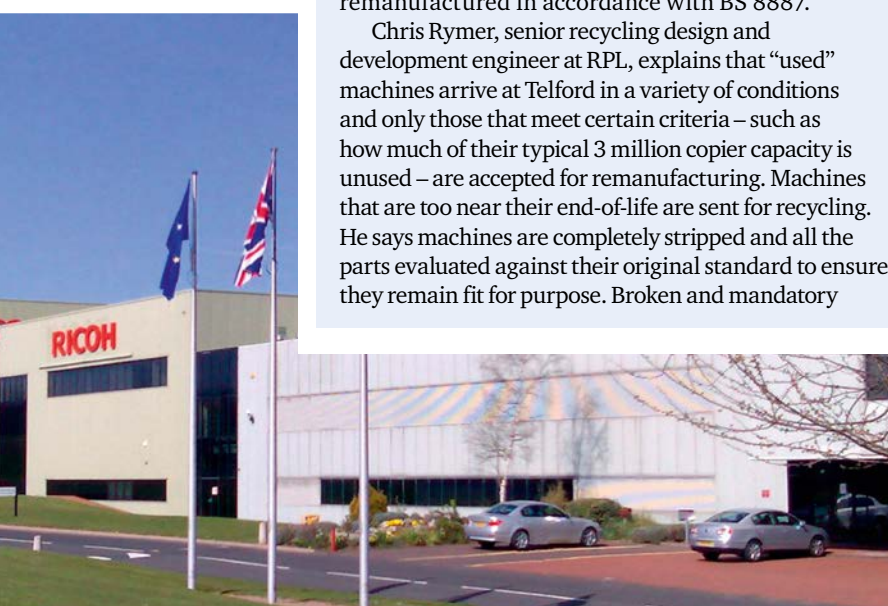 remanufactured in accordance with BS 8887.
Chris Rymer, senior recycling design and
development engineer at RPL, explains that “used”
machines arrive at Telford in a variety of conditions
and only those that meet certain criteria – such as
how much of their typical 3 million copier capacity is
unused – are accepted for remanufacturing. Machines
that are too near their end-of-life are sent for recycling.
He says machines are completely stripped and all the
parts evaluated against their original standard to ensure
they remain fit for purpose. Broken and mandatory
RICOH